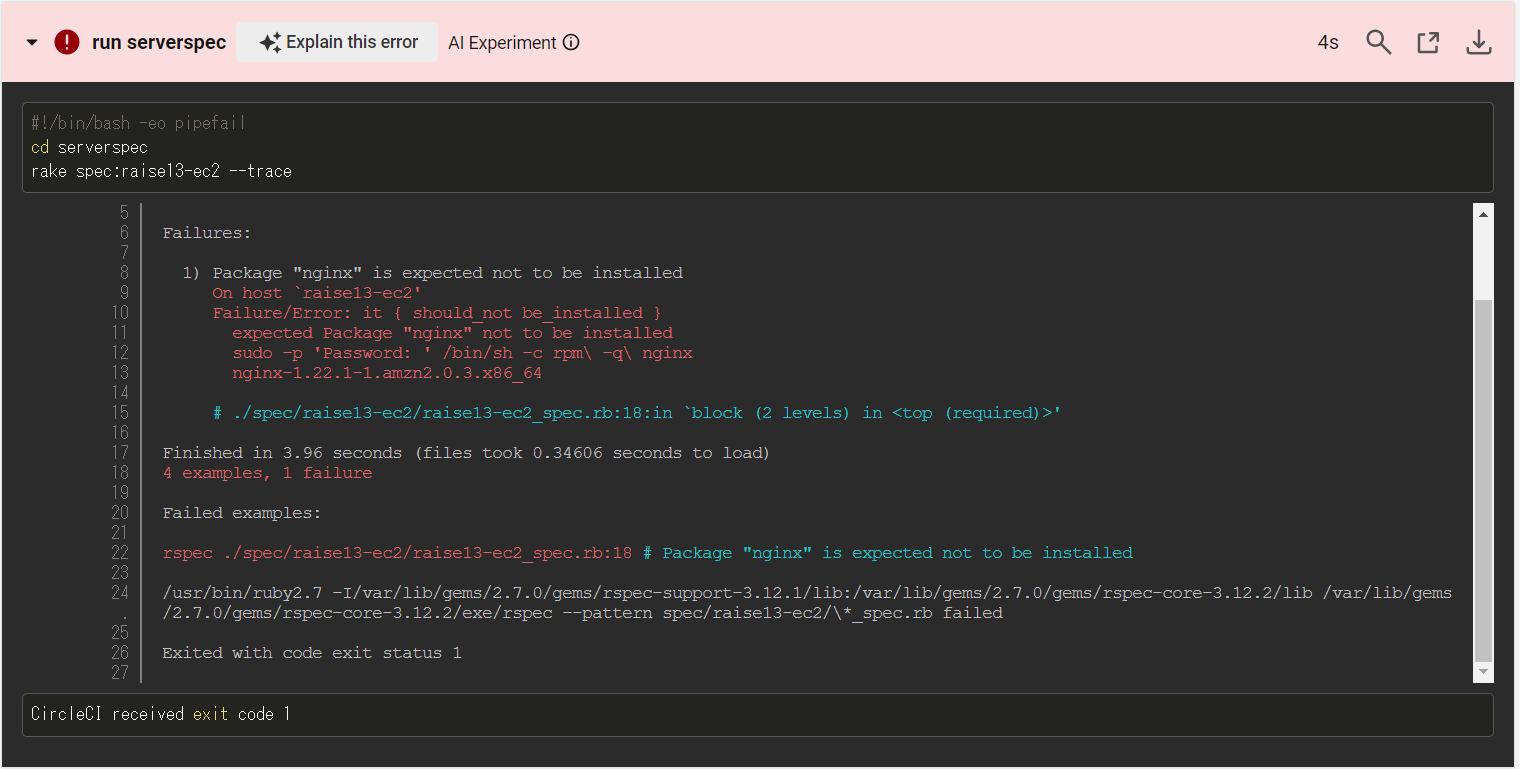 run serverspec Explain this error AI Experiment 4s
#!/bin/bash -eo pipefail
cd serverspec
rake spec:raise13-ec2 --trace
5
6 Failures:
7
8 1) Package "nginx" is expected not to be installed
9 On host `raise13-ec2'
10 Failure/Error: it { should_not be_installed }
11 expected Package "nginx" not to be installed
12 sudo -p 'Password: ' /bin/sh -c rpm\ -q\ nginx
13 nginx-1.22.1-1.amzn2.0.3.x86_64
14
15 # ./spec/raise13-ec2/raise13-ec2_spec.rb:18:in `block (2 levels) in <top (required)>'
16
17 Finished in 3.96 seconds (files took 0.34606 seconds to load)
18 4 examples, 1 failure
19
20 Failed examples:
21
22 rspec ./spec/raise13-ec2/raise13-ec2_spec.rb:18 # Package "nginx" is expected not to be installed
23
24 /usr/bin/ruby2.7 -I/var/lib/gems/2.7.0/gems/rspec-support-3.12.1/lib:/var/lib/gems/2.7.0/gems/rspec-core-3.12.2/lib /var/lib/gems
. /2.7.0/gems/rspec-core-3.12.2/exe/rspec --pattern spec/raise13-ec2/\*_spec.rb failed
25
26 Exited with code exit status 1
27
CircleCI received exit code 1